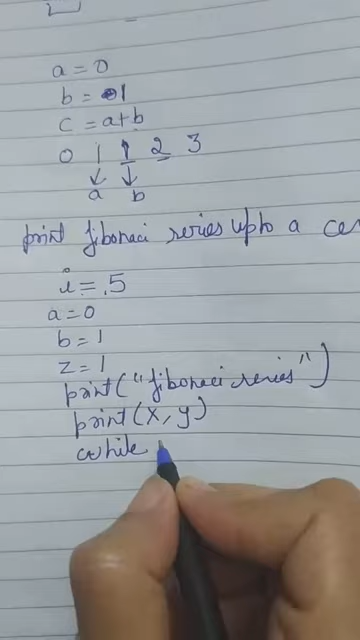 a = 0
b = 1
c = a+b
0 1 1 2 3
a b
print fibonaci series upto a
i = 5
a = 0
b = 1
z = 1
print("fibonaci series")
print(x, y)
while